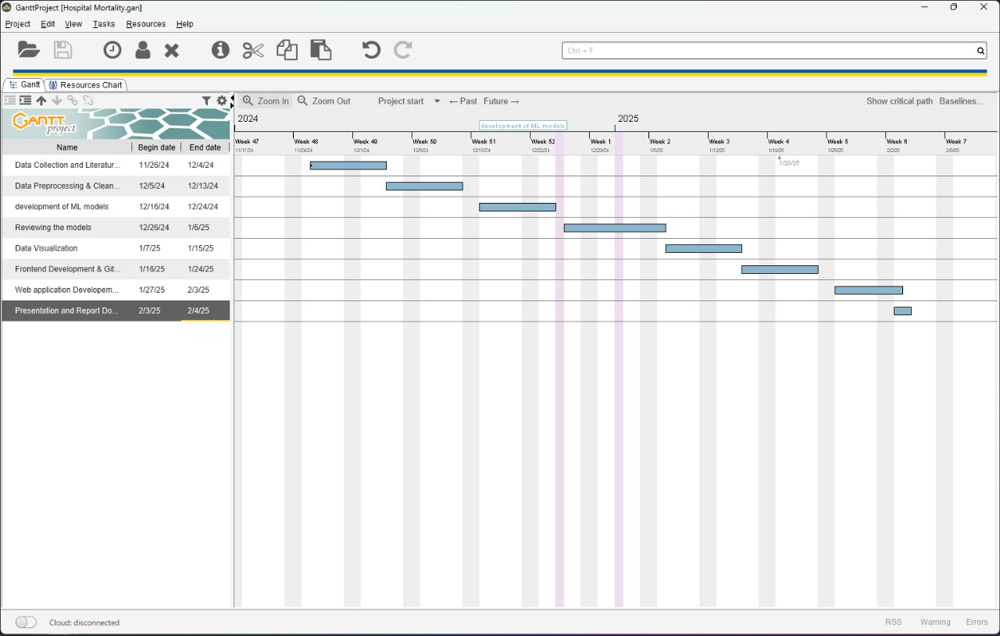 GanttProject [Hospital Mortality.gan]
Project Edit View Tasks Resources Help
Ctrl + F
Gantt Resources Chart
Zoom In Zoom Out Project start ← Past Future → Show critical path Baselines...
GANTT project
2024 2025
development of ML models
Name Begin date End date
Week 47 Week 48 Week 49 Week 50 Week 51 Week 52 Week 1 Week 2 Week 3 Week 4 Week 5 Week 6 Week 7
11/17/24 11/24/24 12/1/24 12/8/24 12/15/24 12/22/24 12/29/24 1/5/25 1/12/25 1/19/25 1/26/25 2/2/25 2/9/25
1/20/25
Data Collection and Literatur... 11/26/24 12/4/24
Data Preprocessing & Clean... 12/5/24 12/13/24
development of ML models 12/16/24 12/24/24
Reviewing the models 12/26/24 1/6/25
Data Visualization 1/7/25 1/15/25
Frontend Development & Git... 1/16/25 1/24/25
Web application Developem... 1/27/25 2/3/25
Presentation and Report Do... 2/3/25 2/4/25
Cloud: disconnected RSS Warning Errors